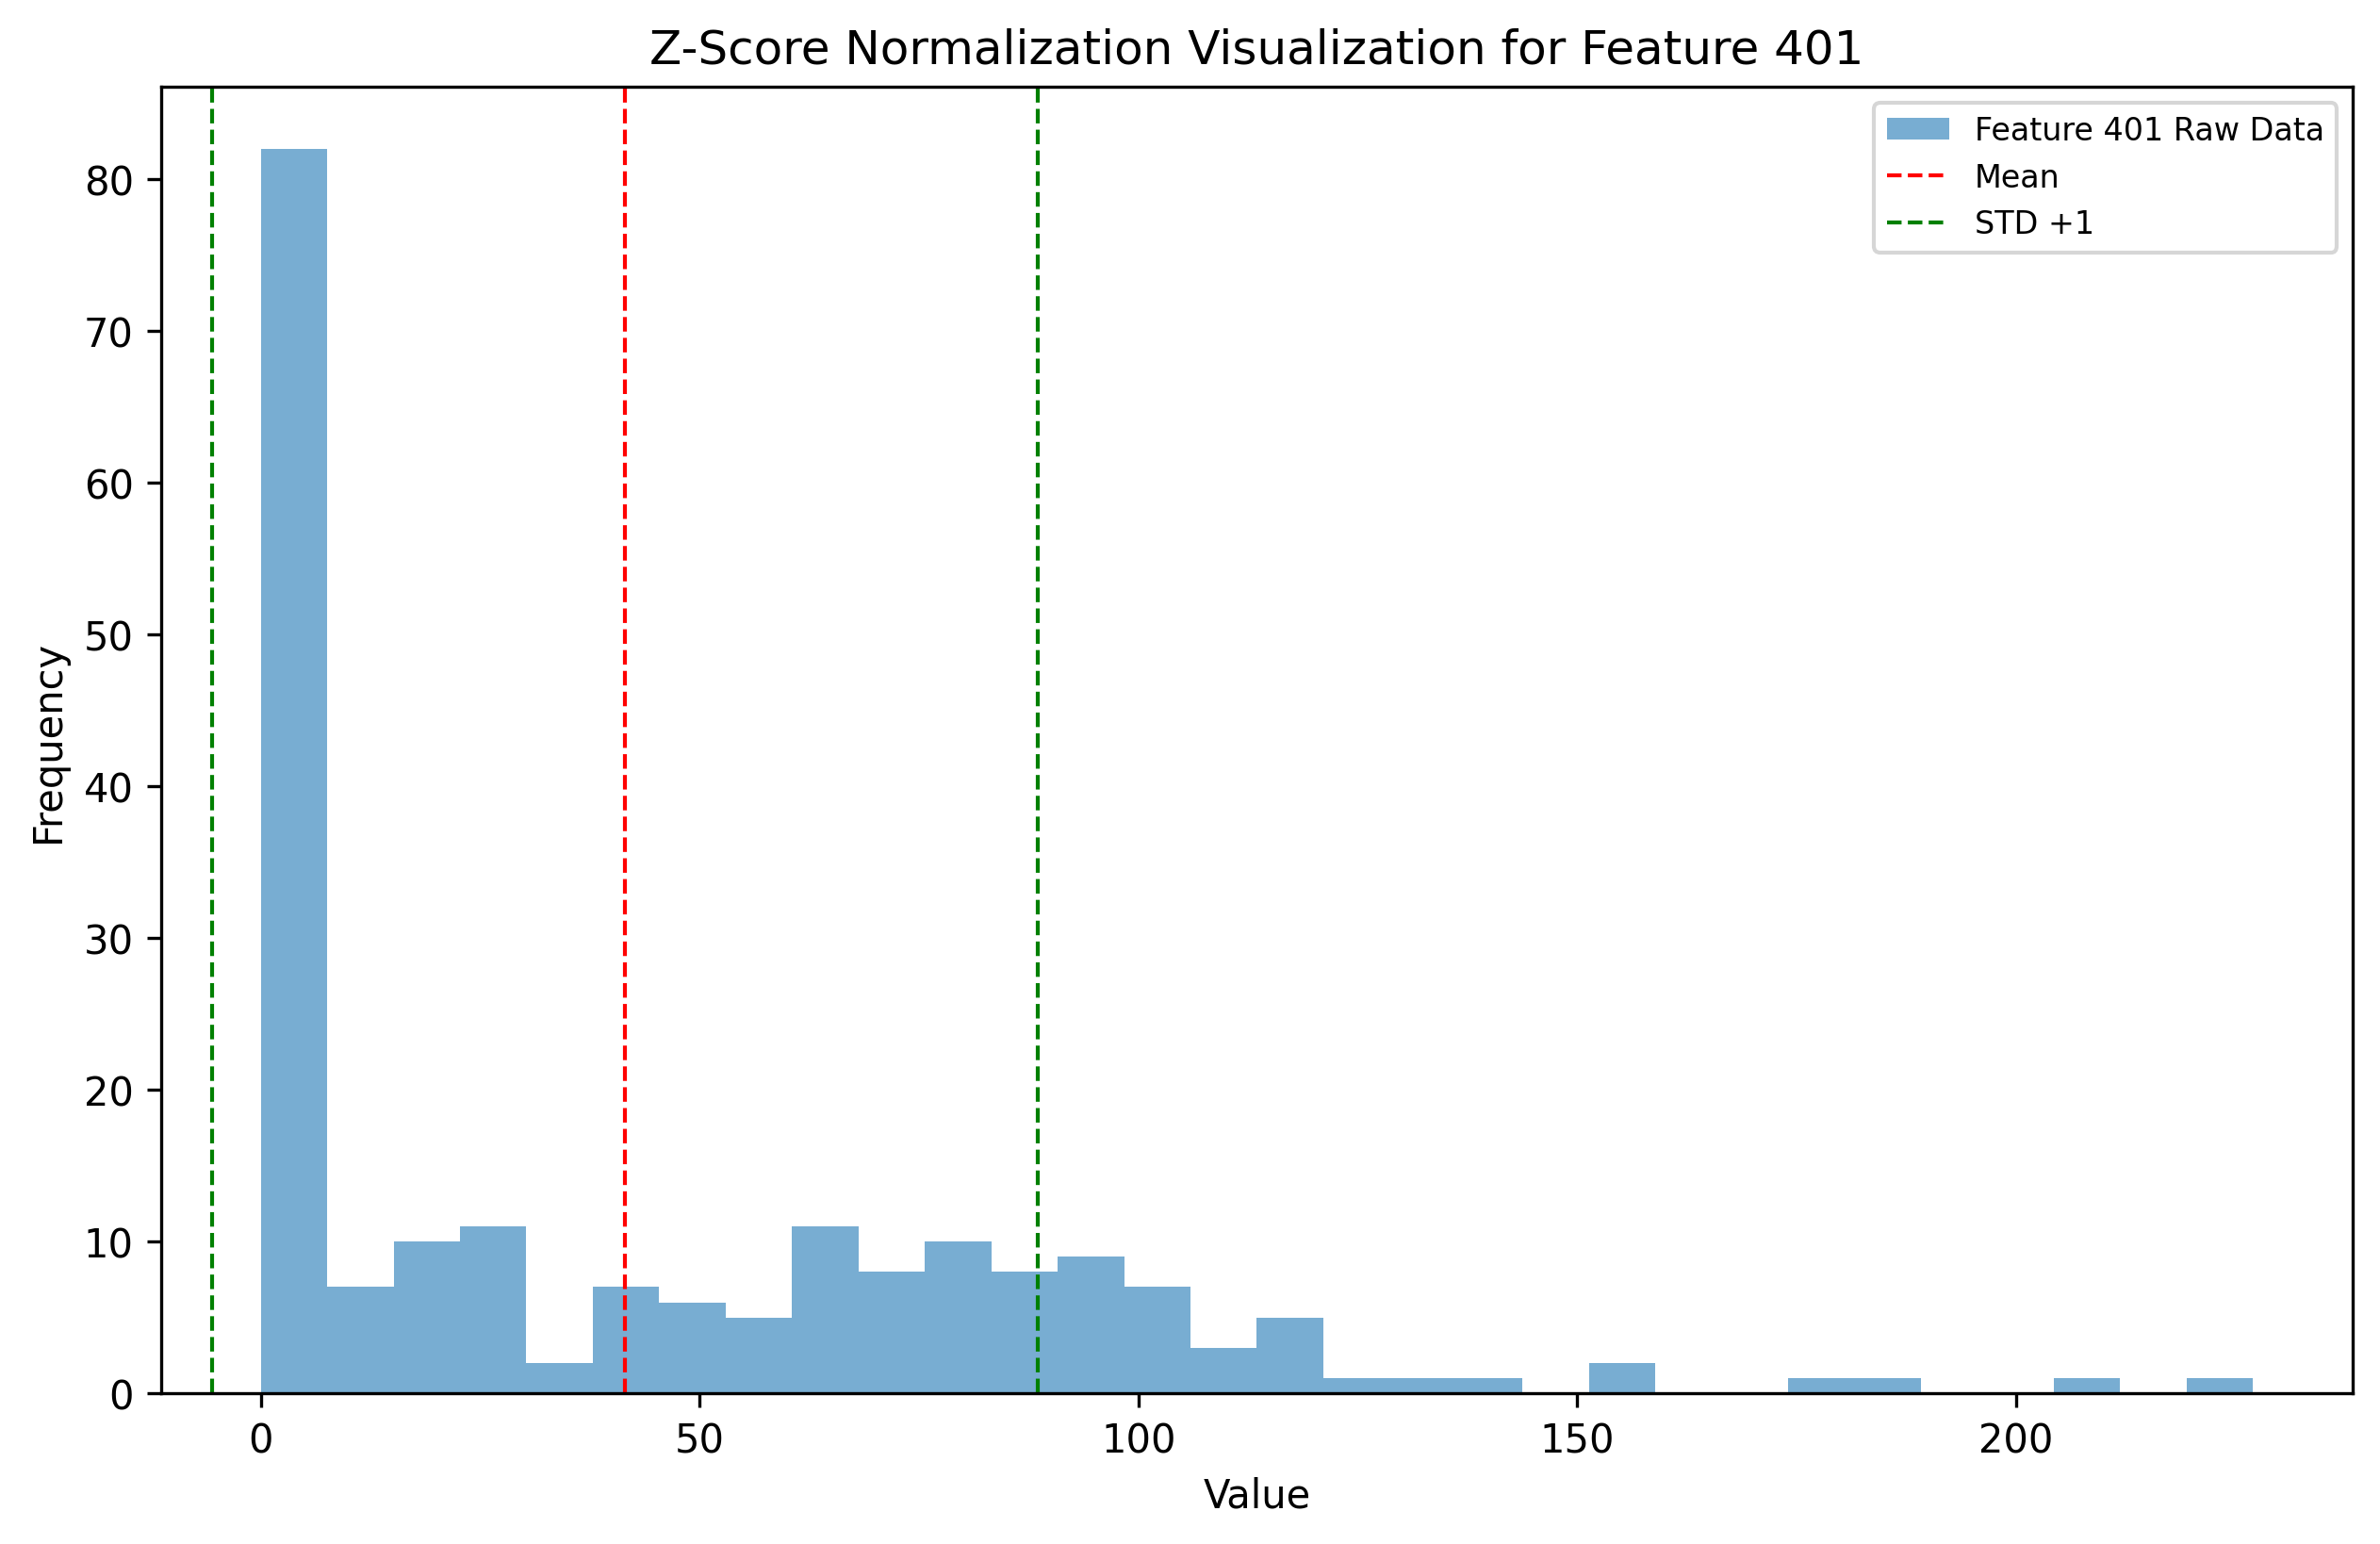 Z-Score Normalization Visualization for Feature 401
Feature 401 Raw Data
Mean
STD +1
80
70
60
50
40
30
20
10
0
Frequency
0 50 100 150 200
Value